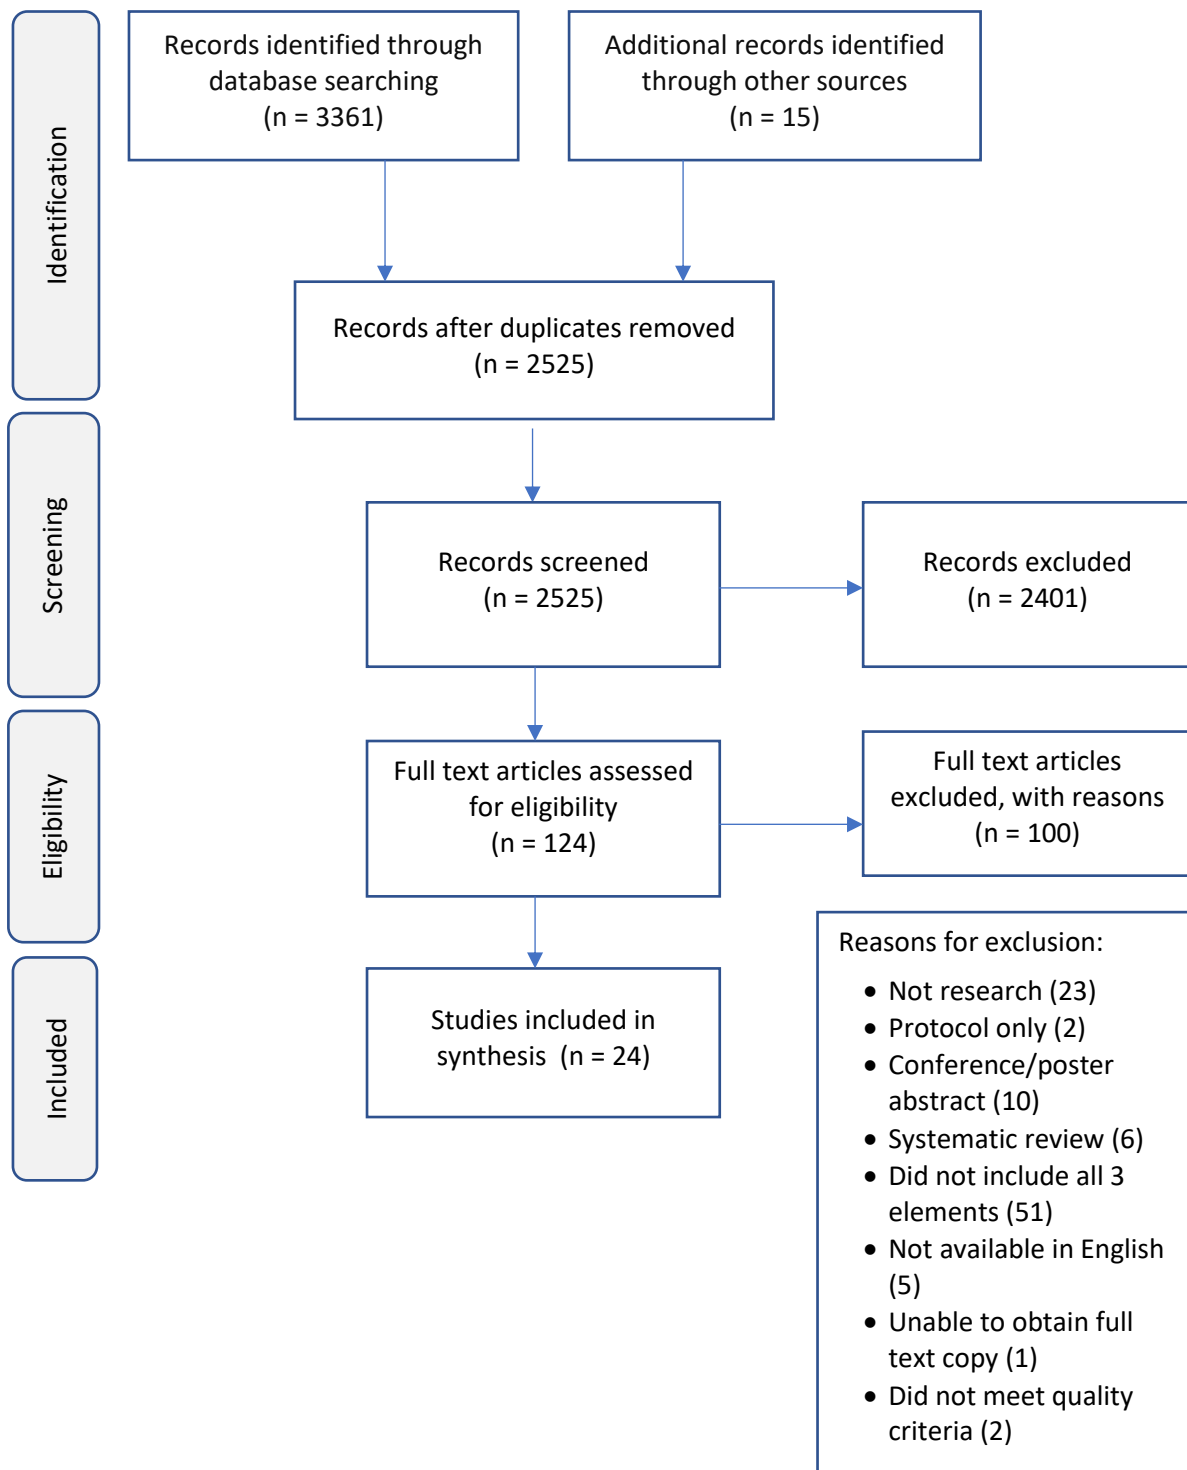 Identification
Records identified through
database searching
(n = 3361)
Additional records identified
through other sources
(n = 15)
Records after duplicates removed
(n = 2525)
Screening
Records screened
(n = 2525)
Records excluded
(n = 2401)
Eligibility
Full text articles assessed
for eligibility
(n = 124)
Full text articles
excluded, with reasons
(n = 100)
Included
Studies included in
synthesis (n = 24)
Reasons for exclusion:
• Not research (23)
• Protocol only (2)
• Conference/poster
abstract (10)
• Systematic review (6)
• Did not include all 3
elements (51)
• Not available in English
(5)
• Unable to obtain full
text copy (1)
• Did not meet quality
criteria (2)